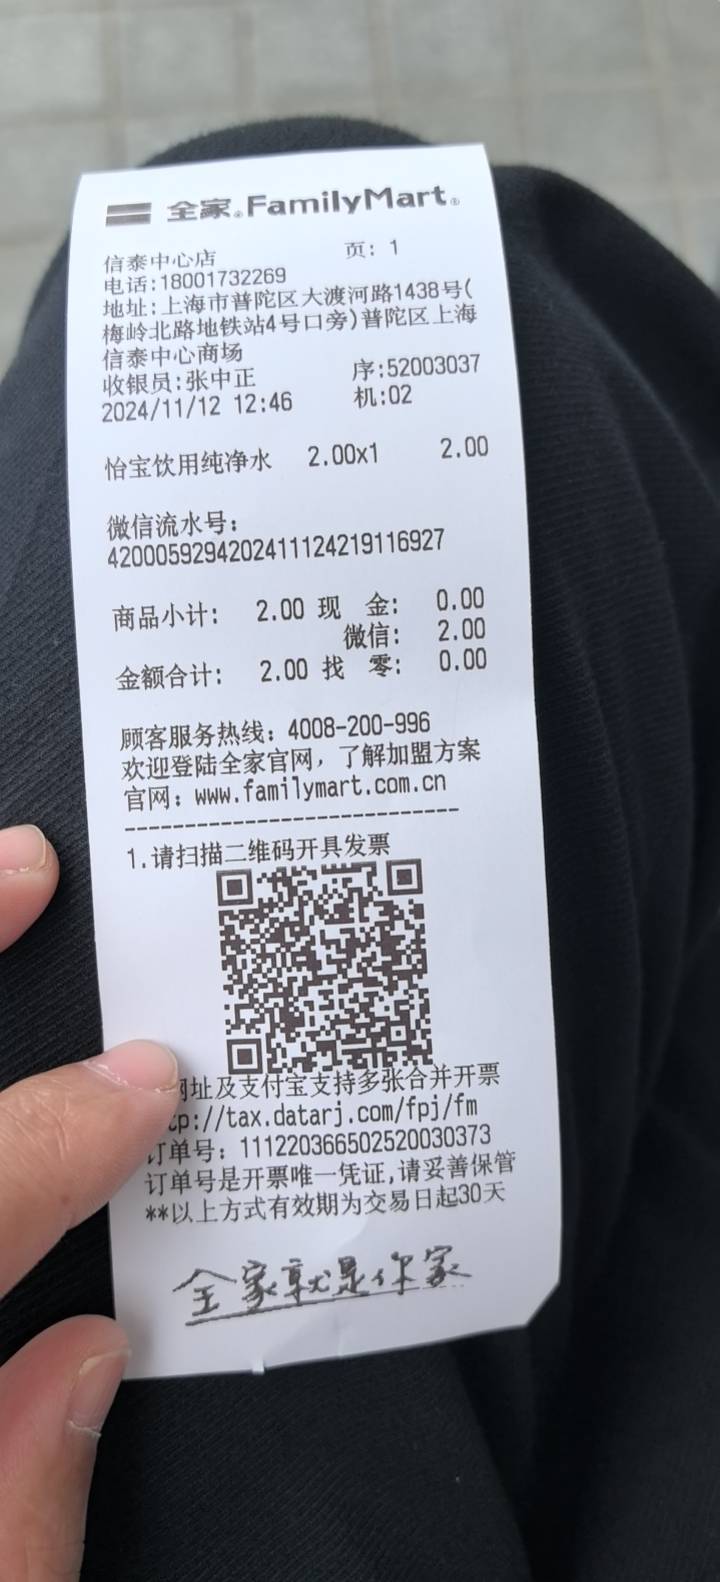 全家 FamilyMart
信泰中心店 页: 1
电话:18001732269
地址:上海市普陀区大渡河路1438号(
梅岭北路地铁站4号口旁)普陀区上海
信泰中心商场
收银员:张中正 序:52003037
2024/11/12 12:46 机:02
怡宝饮用纯净水 2.00x1 2.00
微信流水号:
4200059294202411124219116927
商品小计: 2.00 现 金: 0.00
微信: 2.00
金额合计: 2.00 找 零: 0.00
顾客服务热线: 4008-200-996
欢迎登陆全家官网,了解加盟方案
官网: www.familymart.com.cn
1.请扫描二维码开具发票
网址及支付宝支持多张合并开票
tp://tax.datarj.com/fpj/fm
订单号: 111220366502520030373
订单号是开票唯一凭证,请妥善保管
**以上方式有效期为交易日起30天
全家就是你家